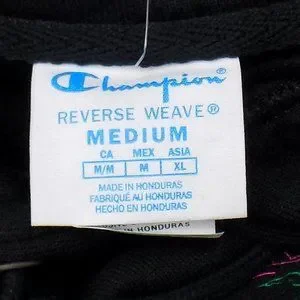 Champion
REVERSE WEAVE®
MEDIUM
CA MEX ASIA
M/M M XL
MADE IN HONDURAS
FABRIQUÉ AU HONDURAS
HECHO EN HONDURAS